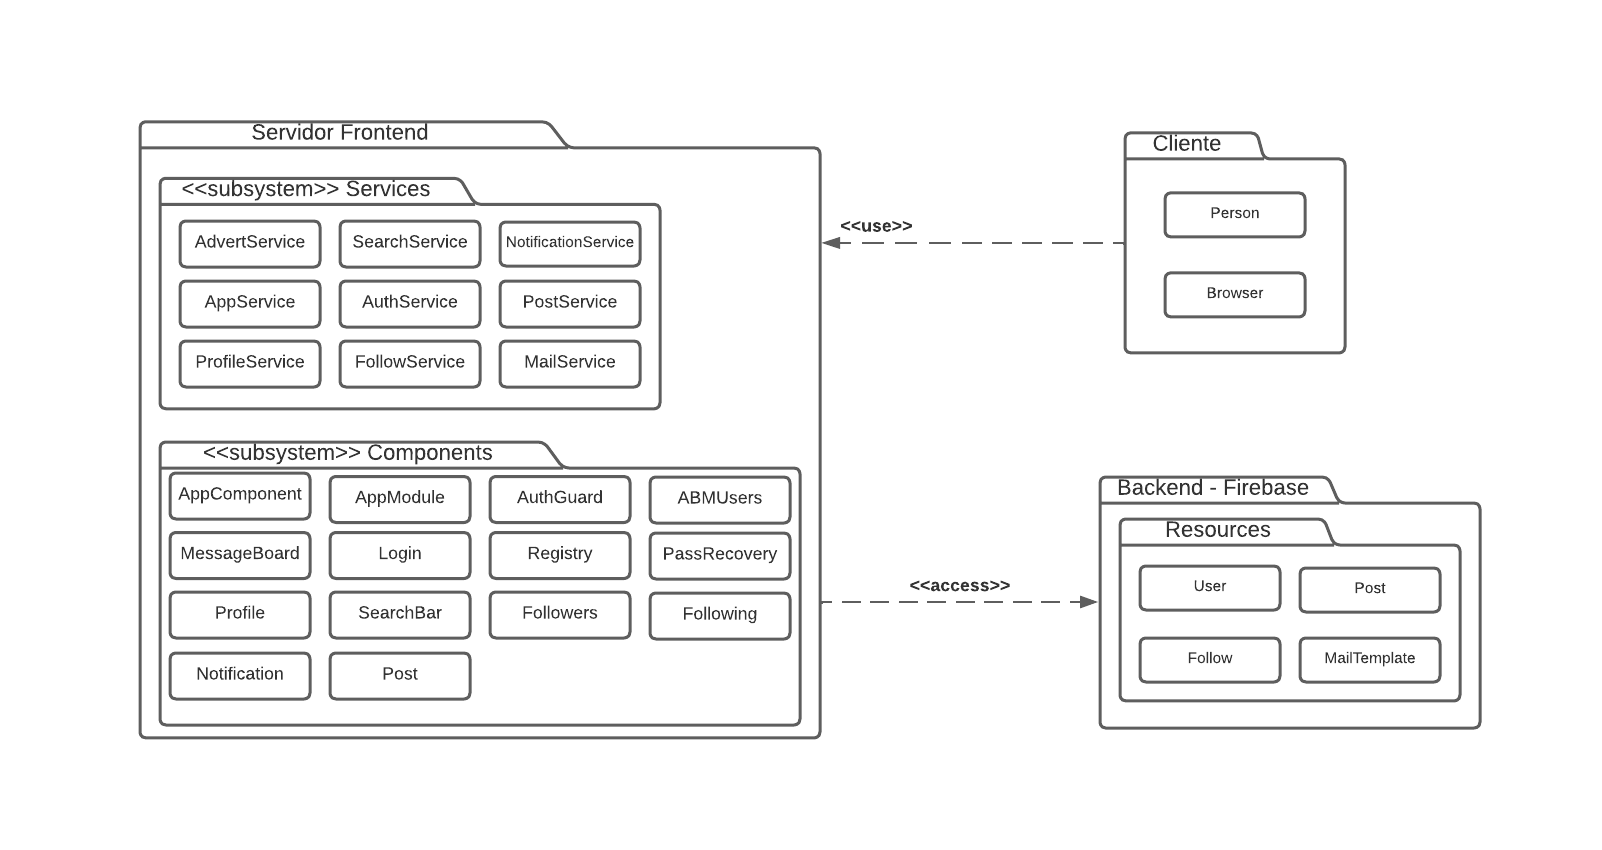 Servidor Frontend
<<subsystem>> Services
AdvertService
SearchService
NotificationService
AppService
AuthService
PostService
ProfileService
FollowService
MailService
<<subsystem>> Components
AppComponent
AppModule
AuthGuard
ABMUsers
MessageBoard
Login
Registry
PassRecovery
Profile
SearchBar
Followers
Following
Notification
Post
<<use>>
Cliente
Person
Browser
<<access>>
Backend - Firebase
Resources
User
Post
Follow
MailTemplate